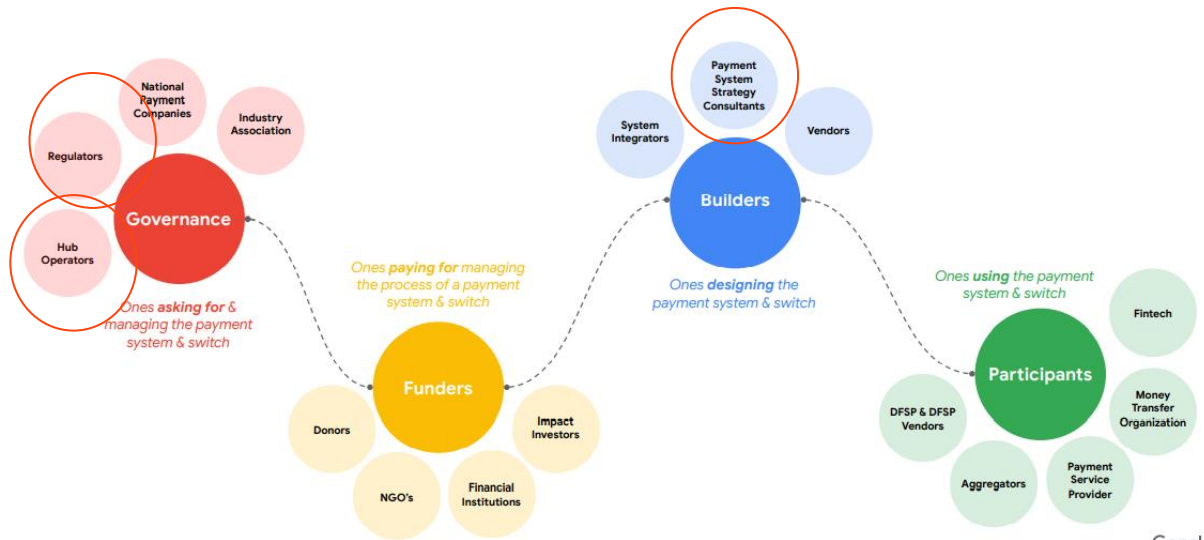 National
Payment
Companies
Industry
Association
Regulators
Hub
Operators
Governance
Ones asking for &
managing the payment
system & switch
Ones paying for managing
the process of a payment
system & switch
Funders
Donors
NGO's
Financial
Institutions
Impact
Investors
Payment
System
Strategy
Consultants
System
Integrators
Vendors
Builders
Ones designing the
payment system & switch
Ones using the payment
system & switch
Participants
Fintech
Money
Transfer
Organization
DFSP & DFSP
Vendors
Aggregators
Payment
Service
Provider